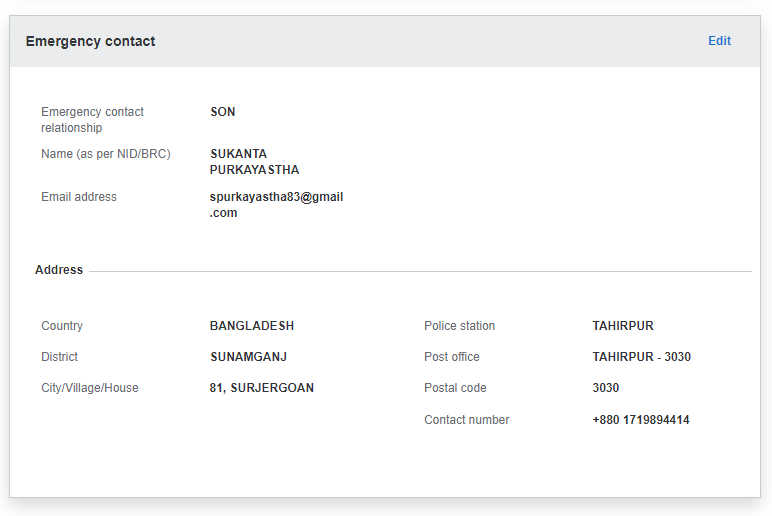 Emergency contact Edit
Emergency contact SON
relationship
Name (as per NID/BRC) SUKANTA
PURKAYASTHA
Email address spurkayastha83@gmail
.com
Address
Country BANGLADESH Police station TAHIRPUR
District SUNAMGANJ Post office TAHIRPUR - 3030
City/Village/House 81, SURJERGOAN Postal code 3030
Contact number +880 1719894414